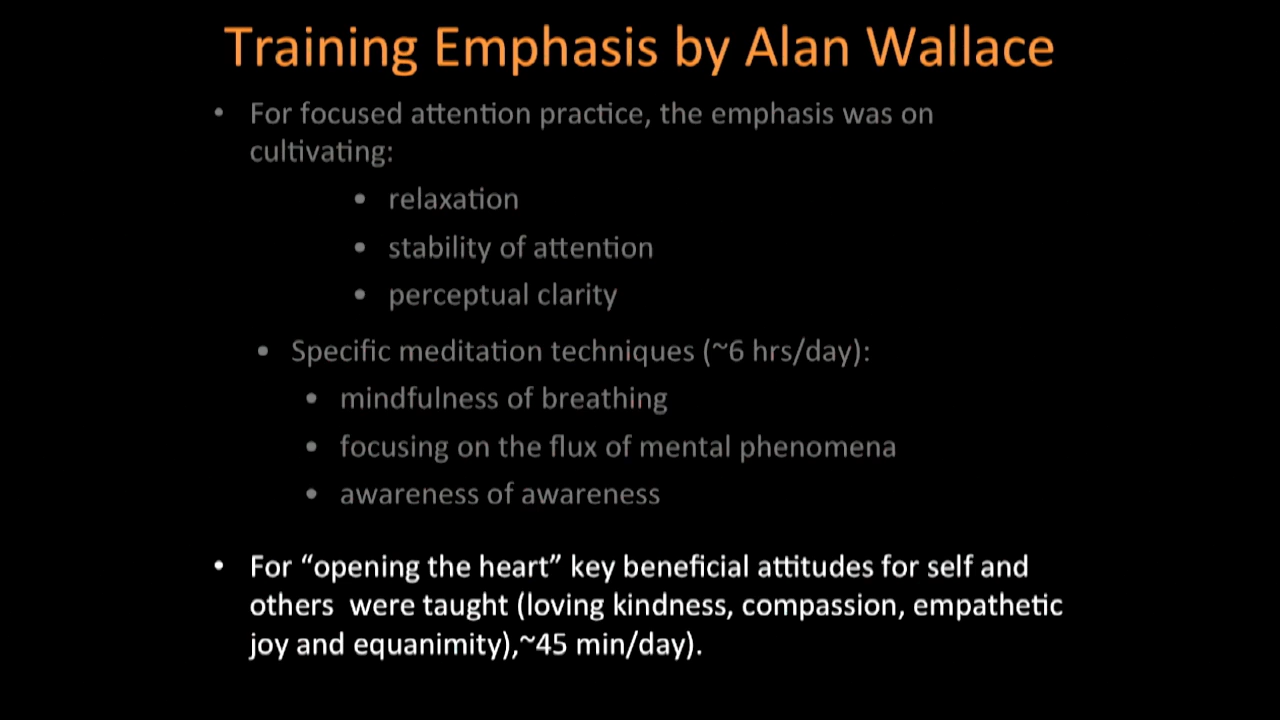 Training Emphasis by Alan Wallace
• For focused attention practice, the emphasis was on
cultivating:
• relaxation
• stability of attention
• perceptual clarity
• Specific meditation techniques (~6 hrs/day):
• mindfulness of breathing
• focusing on the flux of mental phenomena
• awareness of awareness
• For “opening the heart” key beneficial attitudes for self and
others were taught (loving kindness, compassion, empathetic
joy and equanimity),~45 min/day).